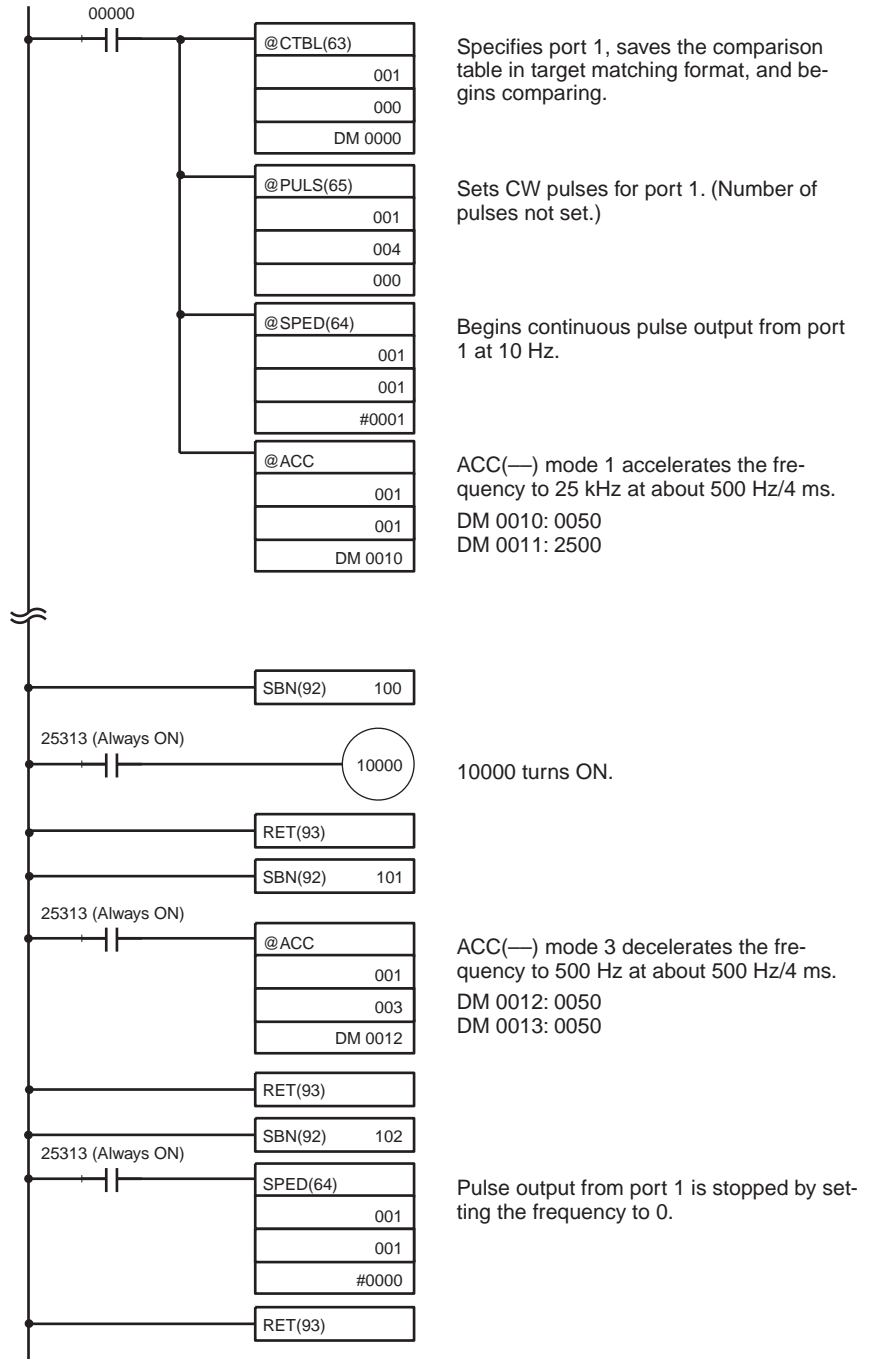 00000
@CTBL(63)
001
000
DM 0000
Specifies port 1, saves the comparison
table in target matching format, and be-
gins comparing.
@PULS(65)
001
004
000
Sets CW pulses for port 1. (Number of
pulses not set.)
@SPED(64)
001
001
#0001
Begins continuous pulse output from port
1 at 10 Hz.
@ACC
001
001
DM 0010
ACC(––) mode 1 accelerates the fre-
quency to 25 kHz at about 500 Hz/4 ms.
DM 0010: 0050
DM 0011: 2500
SBN(92) 100
25313 (Always ON)
10000
10000 turns ON.
RET(93)
SBN(92) 101
25313 (Always ON)
@ACC
001
003
DM 0012
ACC(––) mode 3 decelerates the fre-
quency to 500 Hz at about 500 Hz/4 ms.
DM 0012: 0050
DM 0013: 0050
RET(93)
SBN(92) 102
25313 (Always ON)
SPED(64)
001
001
#0000
Pulse output from port 1 is stopped by set-
ting the frequency to 0.
RET(93)